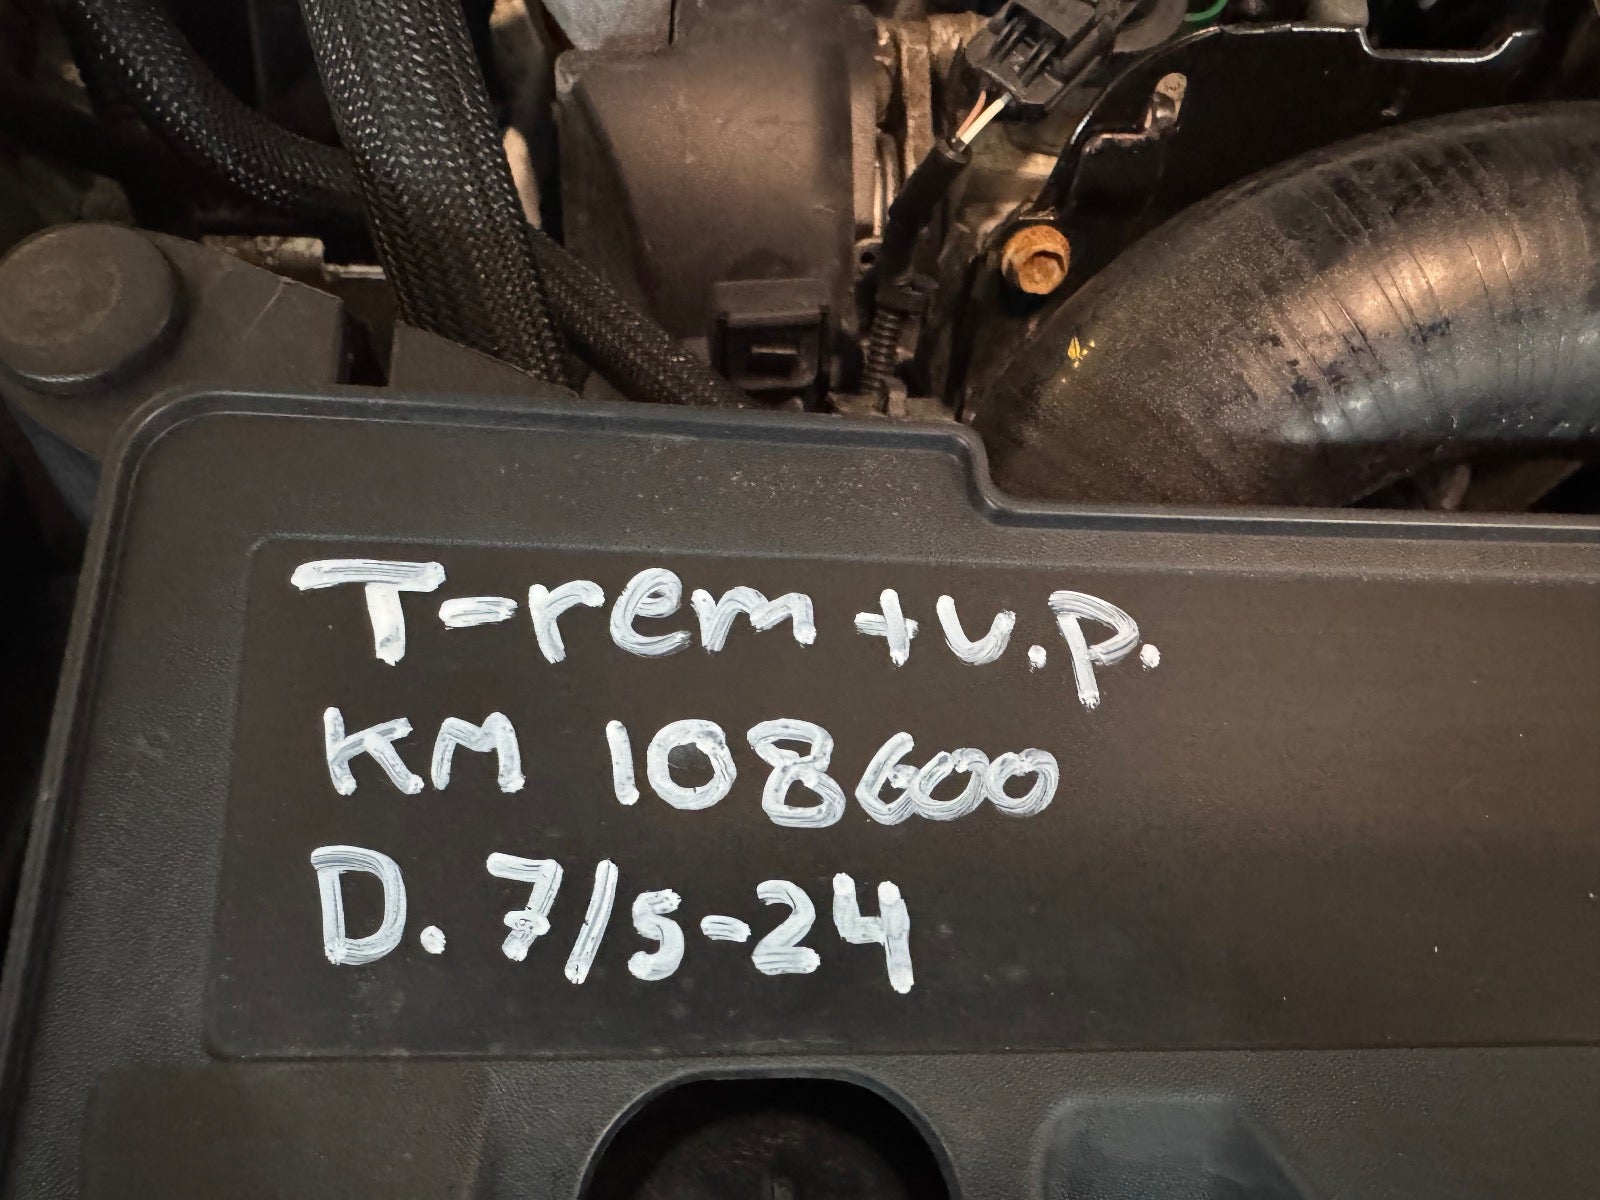 T-rem + v.p.
KM 108600
D. 7/5-24